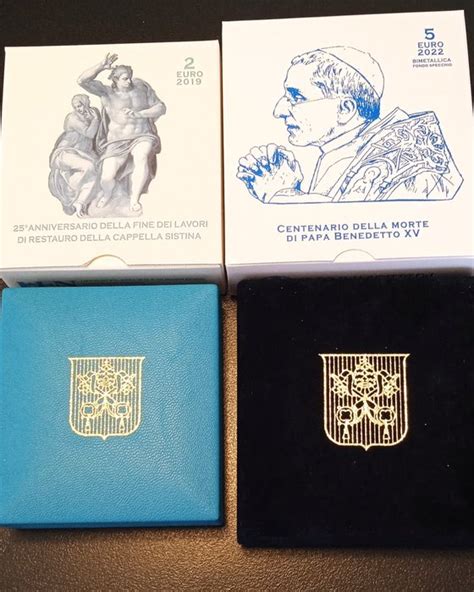 2
EURO
2019
25° ANNIVERSARIO DELLA FINE DEI LAVORI
DI RESTAURO DELLA CAPPELLA SISTINA
5
EURO
2022
BIMETALLICA
FONDO SPECCHIO
CENTENARIO DELLA MORTE
DI PAPA BENEDETTO XV